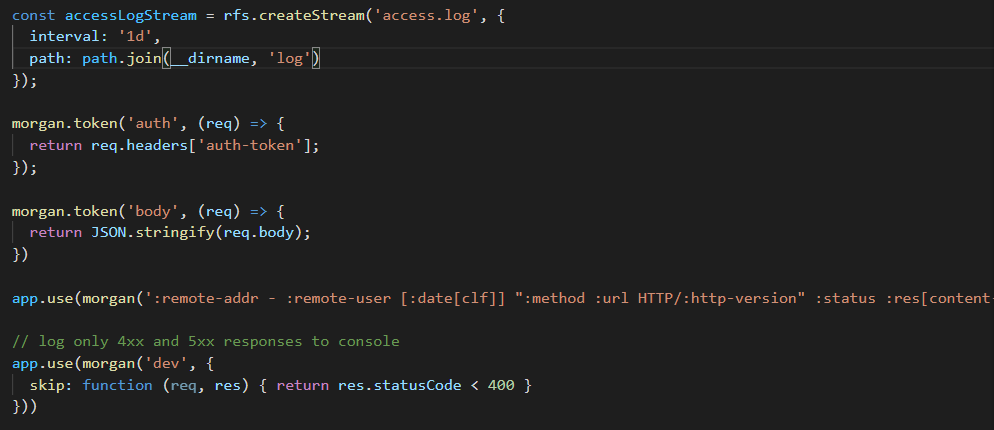 const accessLogStream = rfs.createStream('access.log', {
  interval: '1d',
  path: path.join(__dirname, 'log')
});
morgan.token('auth', (req) => {
  return req.headers['auth-token'];
});
morgan.token('body', (req) => {
  return JSON.stringify(req.body);
})
app.use(morgan(':remote-addr - :remote-user [:date[clf]] ":method :url HTTP/:http-version" :status :res[content-
// log only 4xx and 5xx responses to console
app.use(morgan('dev', {
  skip: function (req, res) { return res.statusCode < 400 }
}))